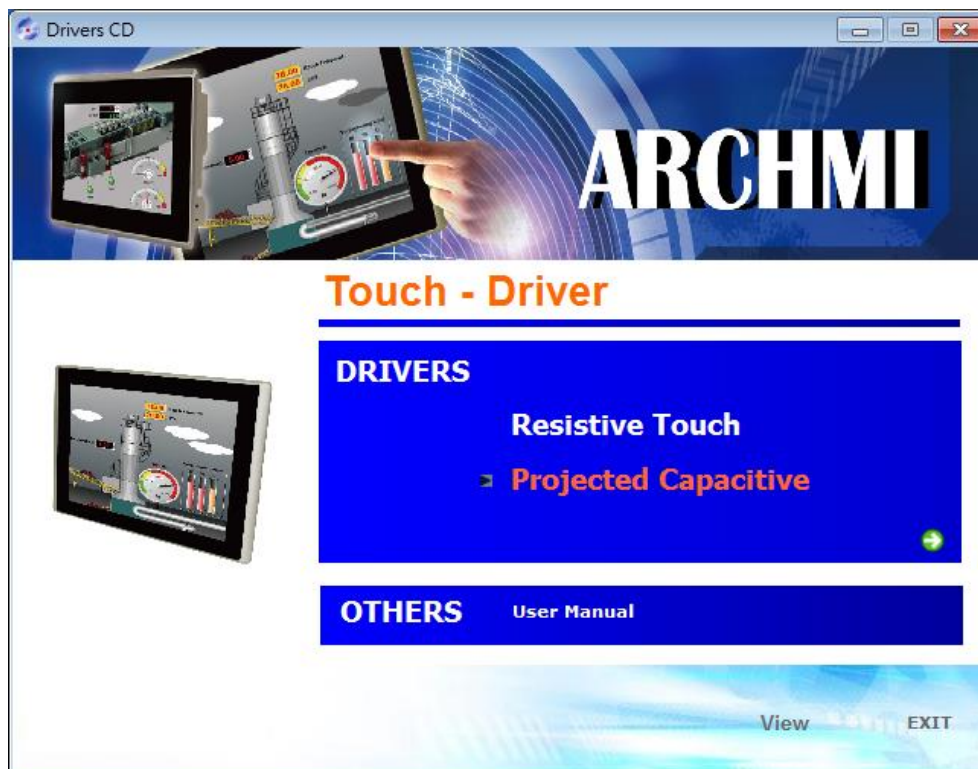 Drivers CD
ARCHMI
Touch - Driver
DRIVERS
Resistive Touch
Projected Capacitive
OTHERS User Manual
View EXIT